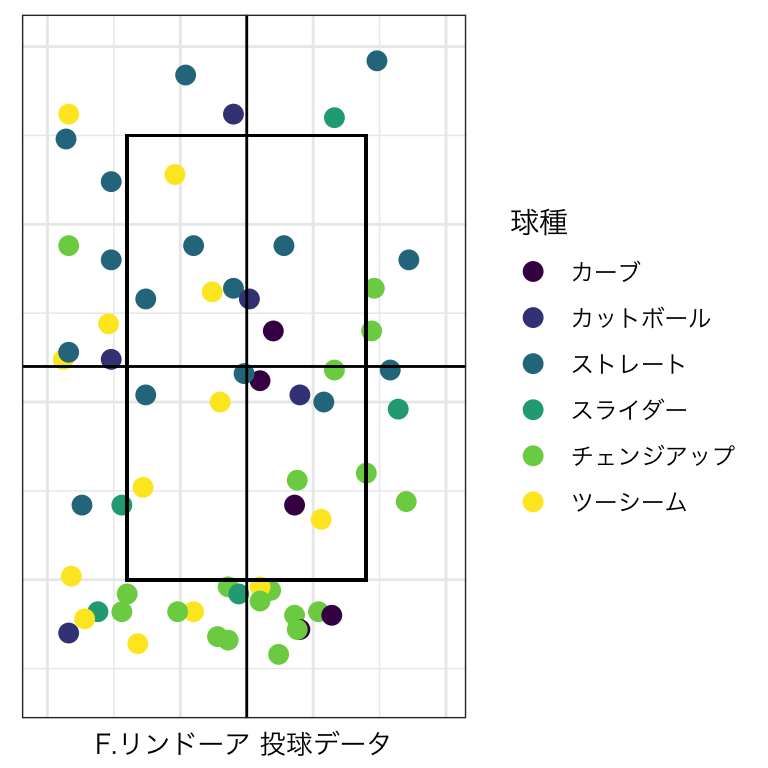 球種
カーブ
カットボール
ストレート
スライダー
チェンジアップ
ツーシーム
F.リンドーア 投球データ